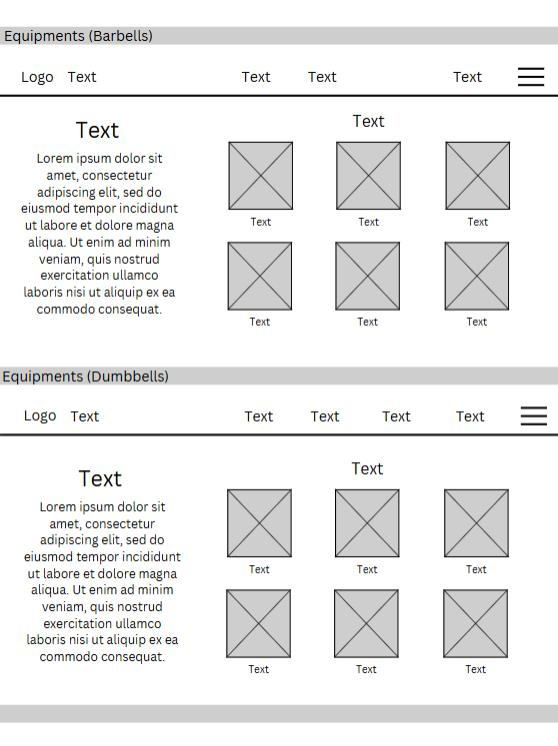 Equipments (Barbells)
Logo Text Text Text Text
Text
Lorem ipsum dolor sit
amet, consectetur
adipiscing elit, sed do
eiusmod tempor incididunt
ut labore et dolore magna
aliqua. Ut enim ad minim
veniam, quis nostrud
exercitation ullamco
laboris nisi ut aliquip ex ea
commodo consequat.
Text
Text Text Text
Text Text Text
Equipments (Dumbbells)
Logo Text Text Text Text Text
Text
Lorem ipsum dolor sit
amet, consectetur
adipiscing elit, sed do
eiusmod tempor incididunt
ut labore et dolore magna
aliqua. Ut enim ad minim
veniam, quis nostrud
exercitation ullamco
laboris nisi ut aliquip ex ea
commodo consequat.
Text
Text Text Text
Text Text Text